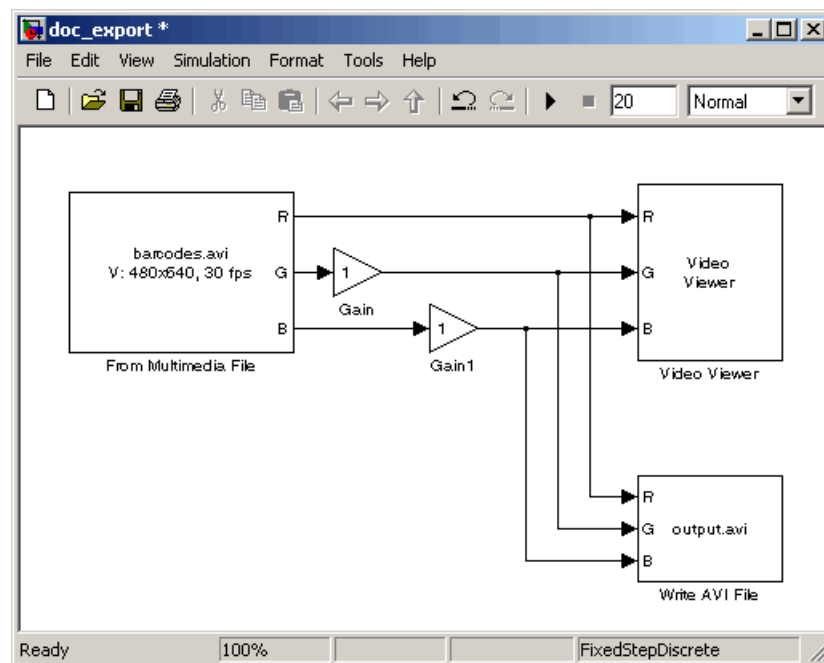 doc_export *
File Edit View Simulation Format Tools Help
20 Normal
R R
barcodes.avi
V: 480x640, 30 fps G 1 Video Viewer G
Gain
B 1 B
From Multimedia File Gain1 Video Viewer
R
G output.avi
B
Write AVI File
Ready 100% FixedStepDiscrete